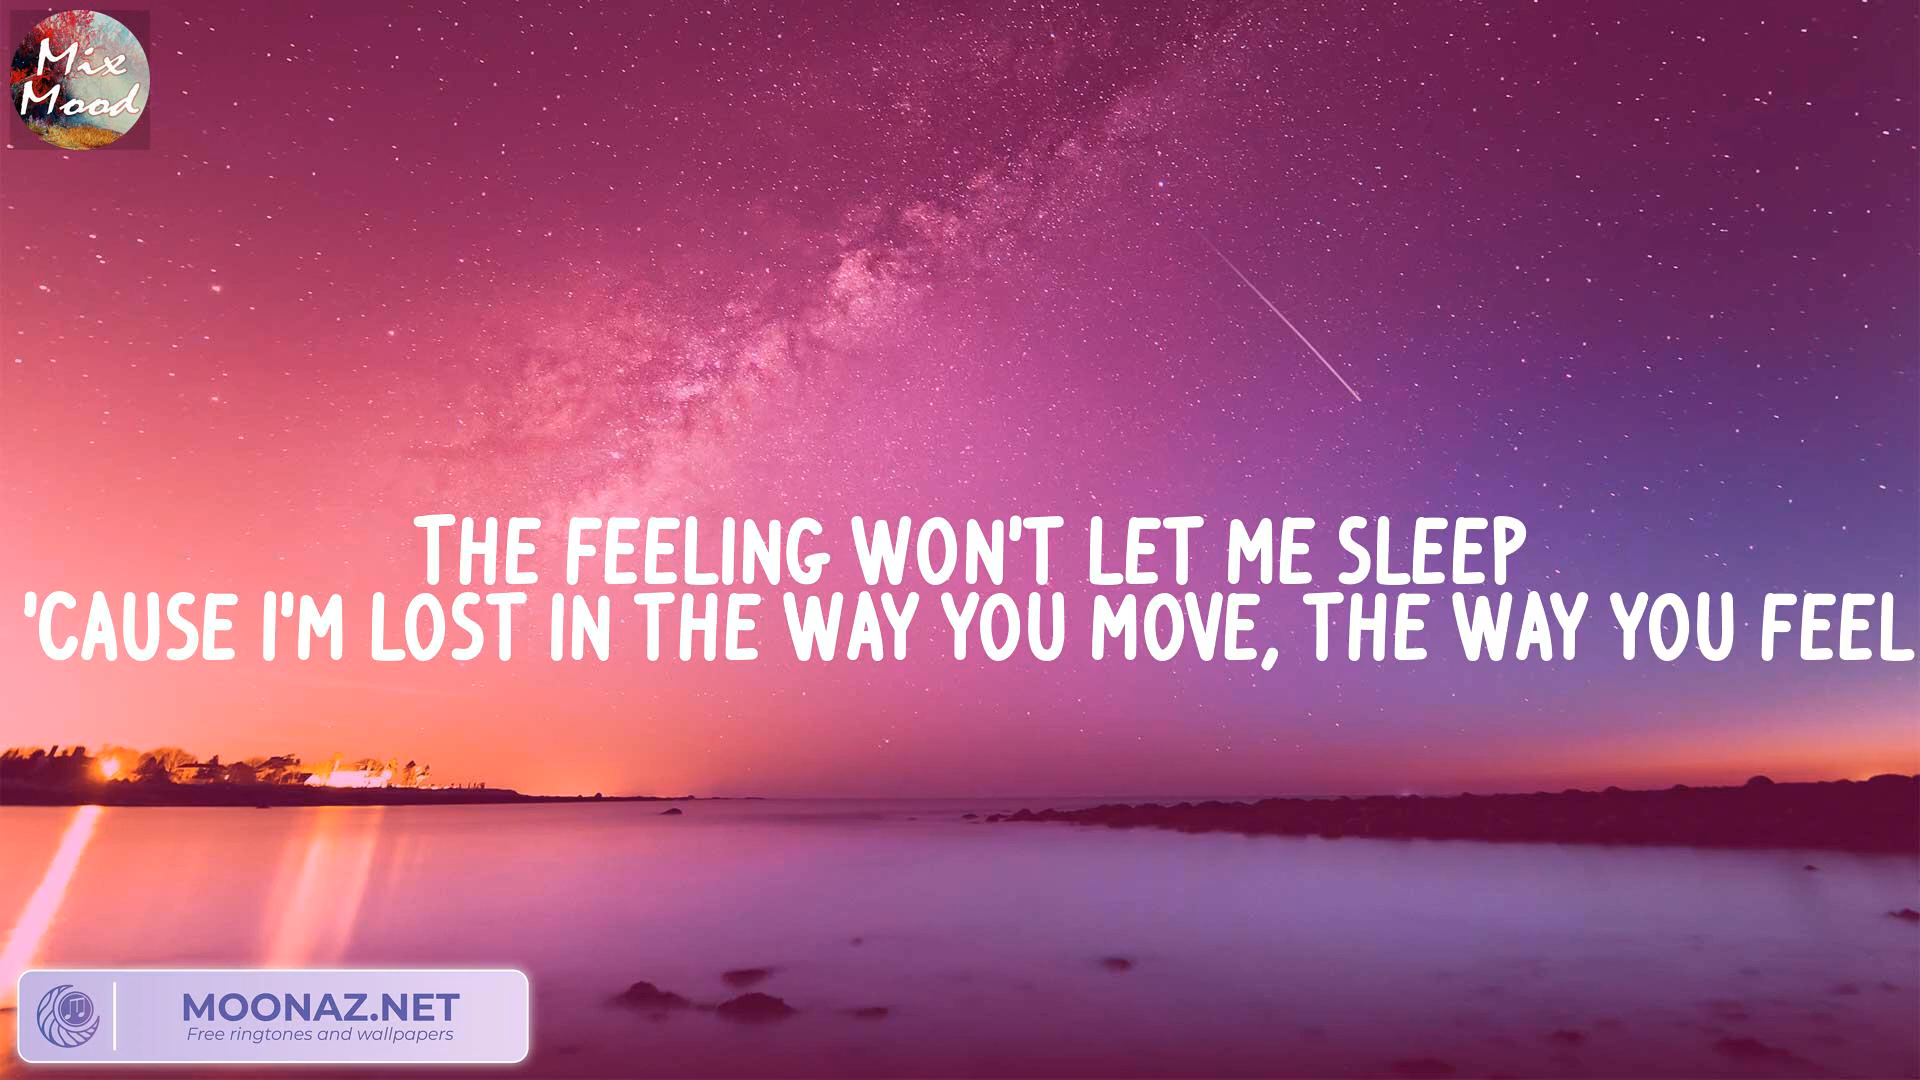 Mix
Mood
THE FEELING WON'T LET ME SLEEP
'CAUSE I'M LOST IN THE WAY YOU MOVE, THE WAY YOU FEEL
MOONAZ.NET
Free ringtones and wallpapers